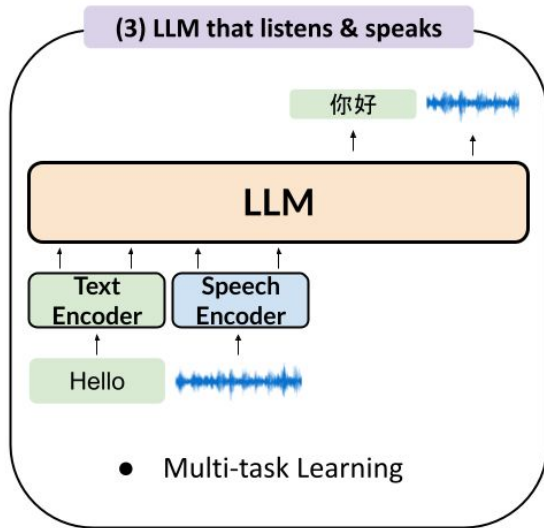 (3) LLM that listens & speaks
你好
LLM
Text
Encoder
Speech
Encoder
Hello
● Multi-task Learning